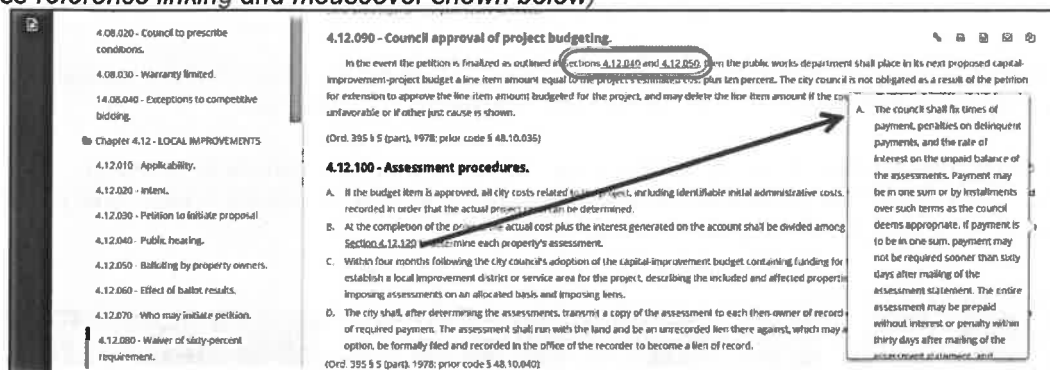 ss reference linking and mouseover shown below)
4.08.020 - Council to prescribe
conditions.
4.08.030 - Warranty limited.
14.08.040 - Exceptions to competitive
bidding.
Chapter 4.12 - LOCAL IMPROVEMENTS
4.12.010 Applicability.
4.12.020 - Intent.
4.12.030 - Petition to initiate proposal
4.12.040 - Public hearing.
4.12.050 - Balloting by property owners.
4.12.060 - Effect of ballot results.
4.12.070 - Who may initiate petition.
4.12.080 - Waiver of sixty-percent
requirement.
4.12.090 - Council approval of project budgeting.
In the event the petition is finalized as outlined in Sections 4.12.040 and 4.12.050, then the public works department shall place in its next proposed capital-
improvement-project budget a line item amount equal to the project's estimated cost, plus ten percent. The city council is not obligated as a result of the petition
for extension to approve the line item amount budgeted for the project, and may delete the line item amount if the
unfavorable or if other just cause is shown.
(Ord. 395 § 5 (part), 1978: prior code § 48.10.035)
4.12.100 - Assessment procedures.
A. If the budget item is approved, all city costs related to the project, including identifiable initial administrative costs,
recorded in order that the actual project costs can be determined.
B. At the completion of the project the actual cost plus the interest generated on the account shall be divided among
Section 4.12.120 to determine each property's assessment.
C. Within four months following the city council's adoption of the capital-improvement budget containing funding for
establish a local improvement district or service area for the project, describing the included and affected properti
imposing assessments on an allocated basis and imposing liens.
D. The city shall, after determining the assessments, transmit a copy of the assessment to each then-owner of record
of required payment. The assessment shall run with the land and be an unrecorded lien there against, which may
option, be formally filed and recorded in the office of the recorder to become a lien of record.
(Ord. 395 § 5 (part), 1978: prior code § 48.10.040)
A. The council shall fix times of
payment, penalties on delinquent
payments, and the rate of
interest on the unpaid balance of
the assessments. Payment may
be in one sum or by installments
over such terms as the council
deems appropriate. If payment is
to be in one sum, payment may
not be required sooner than sixty
days after mailing of the
assessment statement. The entire
assessment may be prepaid
without interest or penalty within
thirty days after mailing of the
assessment statement, and